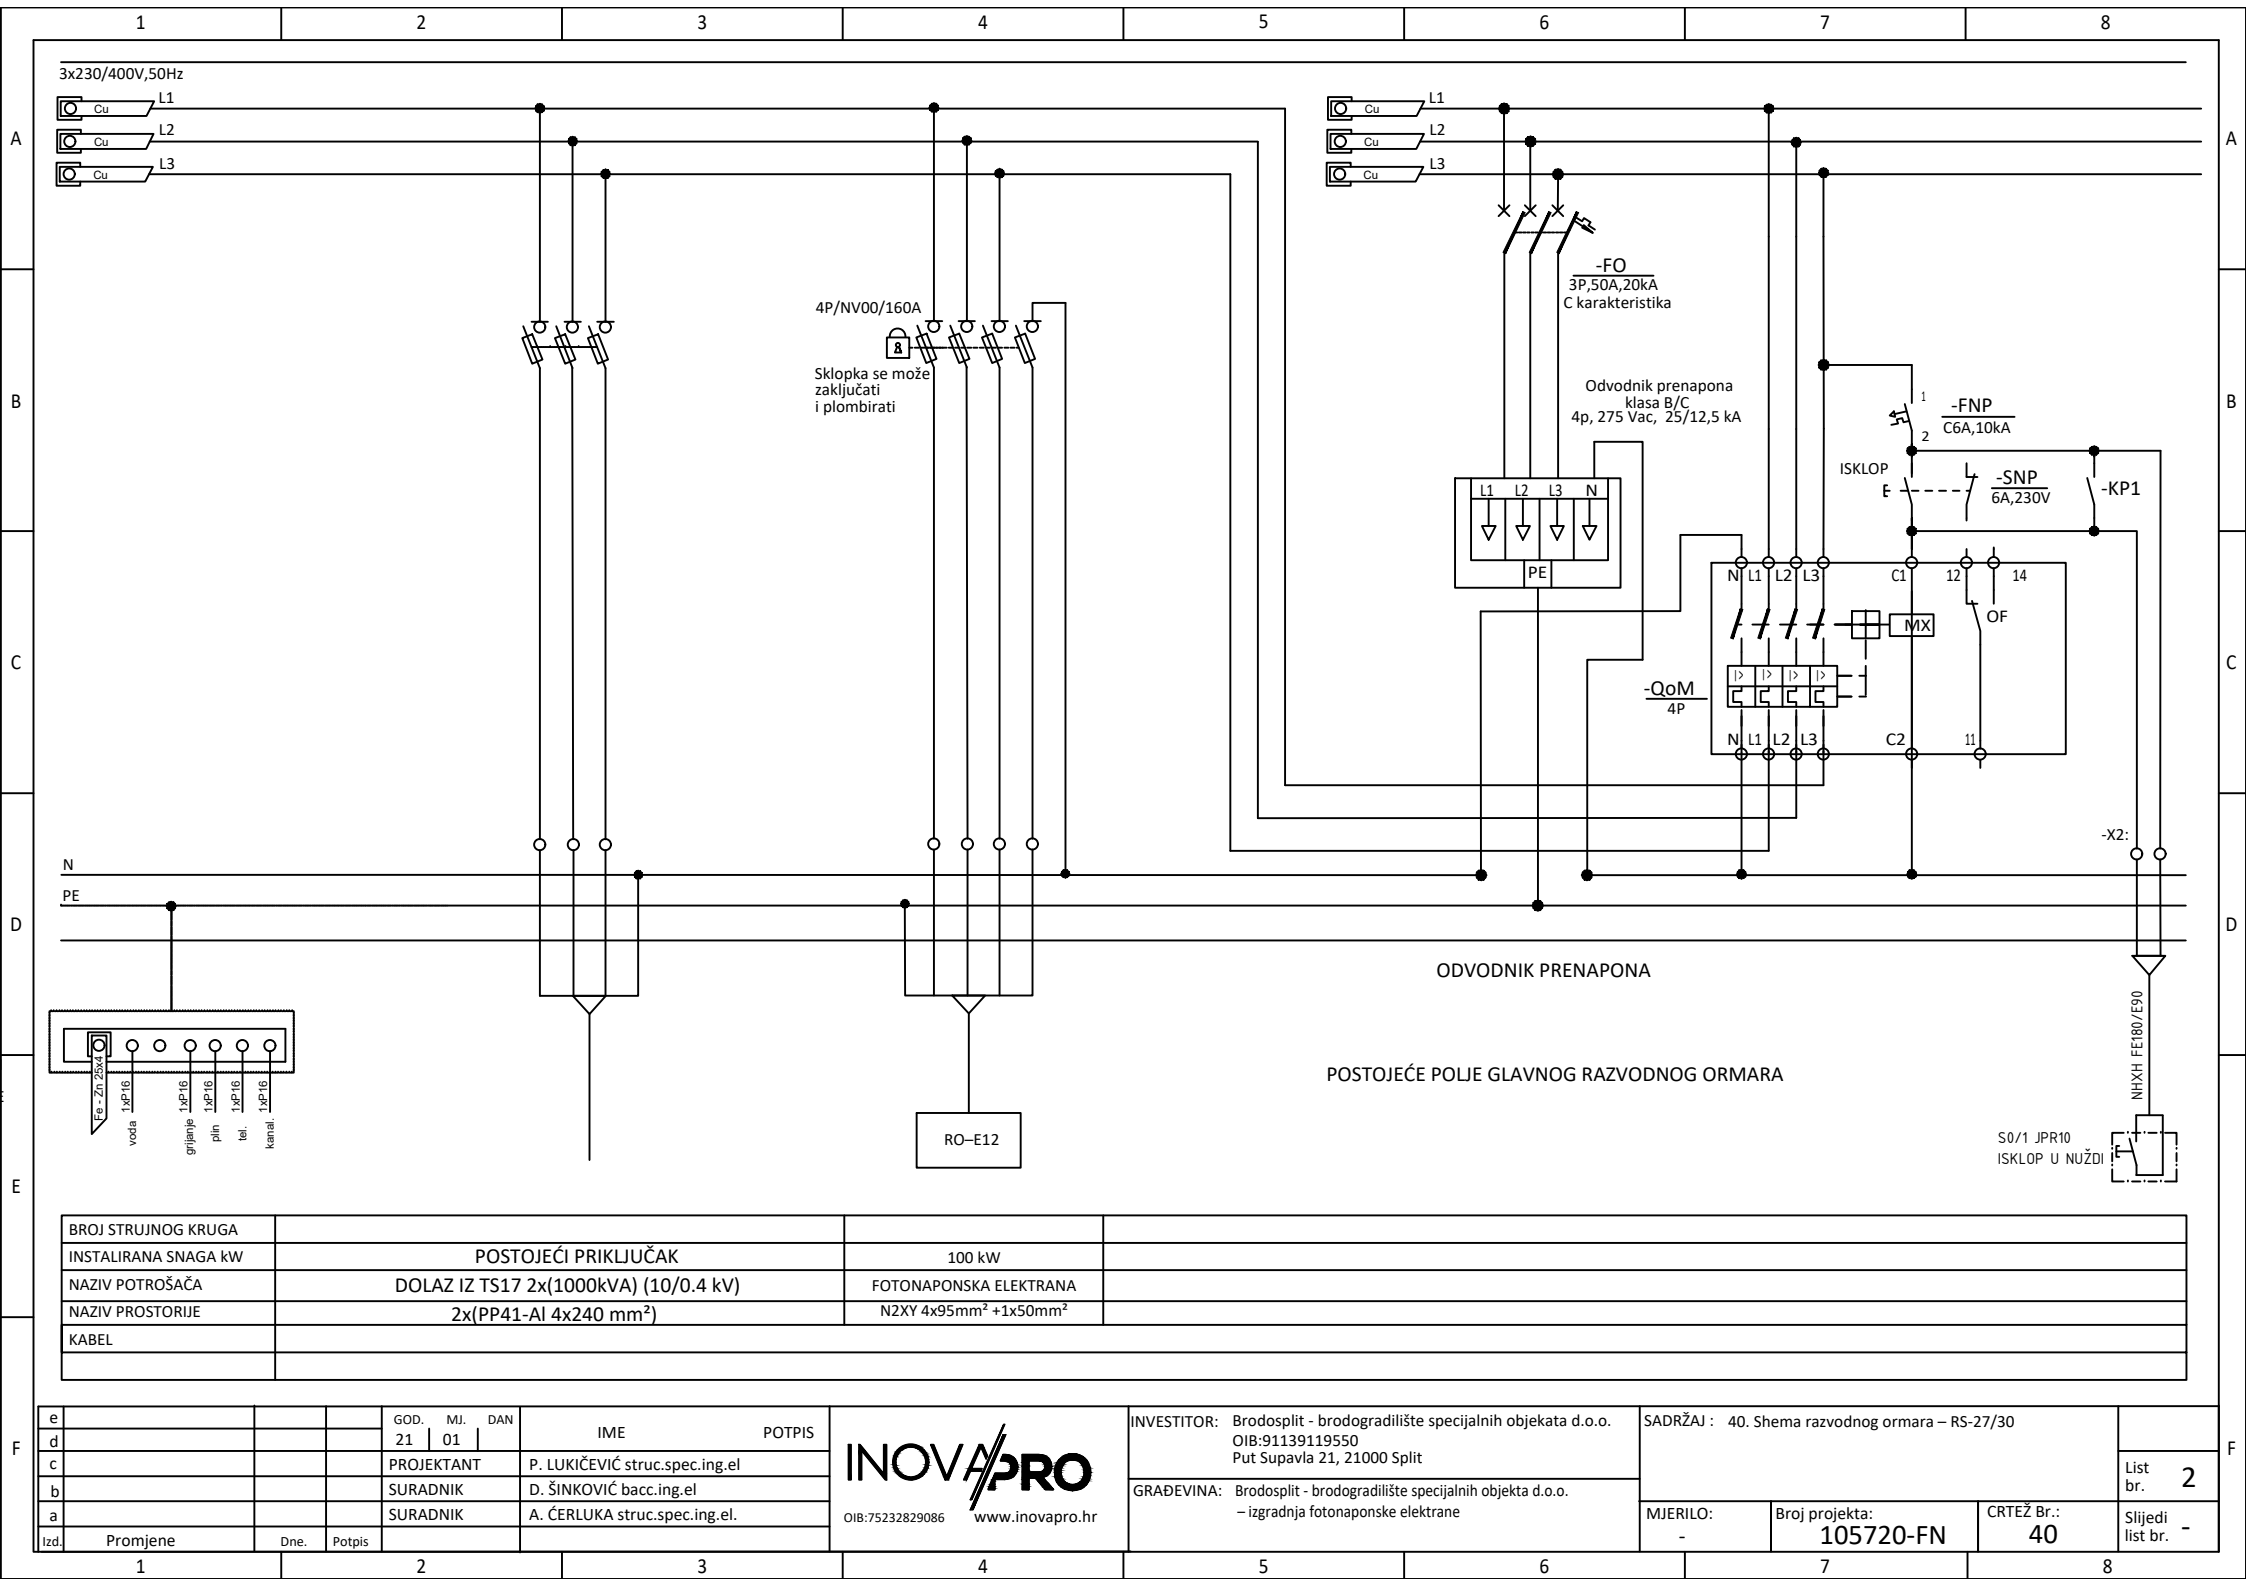 1 2 3 4 5 6 7 8
3x230/400V,50Hz
Cu L1
Cu L2
Cu L3
Cu L1
Cu L2
Cu L3
A
A
-FO
3P,50A,20kA
C karakteristika
4P/NV00/160A
Sklopka se može
zaključati
i plombirati
Odvodnik prenapona
klasa B/C
4p, 275 Vac, 25/12,5 kA
B
B
1
-FNP
C6A,10kA
2
ISKLOP
-SNP
6A,230V
-KP1
L1 L2 L3 N
PE
N L1 L2 L3 C1 12 14
MX
OF
C
C
-QoM
4P
I> I> I> I>
N L1 L2 L3 C2 11
-X2:
N
PE
D
D
ODVODNIK PRENAPONA
POSTOJEĆE POLJE GLAVNOG RAZVODNOG ORMARA
Fe - Zn 25x4
1xP16
voda
1xP16
grijanje
1xP16
plin
1xP16
tel.
1xP16
kanal.
RO–E12
NHXH FE180/E90
S0/1 JPR10
ISKLOP U NUŽDI
E
E
BROJ STRUJNOG KRUGA
INSTALIRANA SNAGA kW POSTOJEĆI PRIKLJUČAK 100 kW
NAZIV POTROŠAČA DOLAZ IZ TS17 2x(1000kVA) (10/0.4 kV) FOTONAPONSKA ELEKTRANA
NAZIV PROSTORIJE 2x(PP41-Al 4x240 mm²) N2XY 4x95mm² +1x50mm²
KABEL
F
F
e
d
c
b
a
Izd. Promjene Dne. Potpis
GOD. MJ. DAN
21 01
IME POTPIS
PROJEKTANT P. LUKIČEVIĆ struc.spec.ing.el
SURADNIK D. ŠINKOVIĆ bacc.ing.el
SURADNIK A. ĆERLUKA struc.spec.ing.el.
INOVAPRO
OIB:75232829086 www.inovapro.hr
INVESTITOR: Brodosplit - brodogradilište specijalnih objekata d.o.o.
OIB:91139119550
Put Supavla 21, 21000 Split
GRAĐEVINA: Brodosplit - brodogradilište specijalnih objekta d.o.o.
– izgradnja fotonaponske elektrane
SADRŽAJ : 40. Shema razvodnog ormara – RS-27/30
MJERILO:
-
Broj projekta:
105720-FN
CRTEŽ Br.:
40
List
br. 2
Slijedi
list br. -
1 2 3 4 5 6 7 8